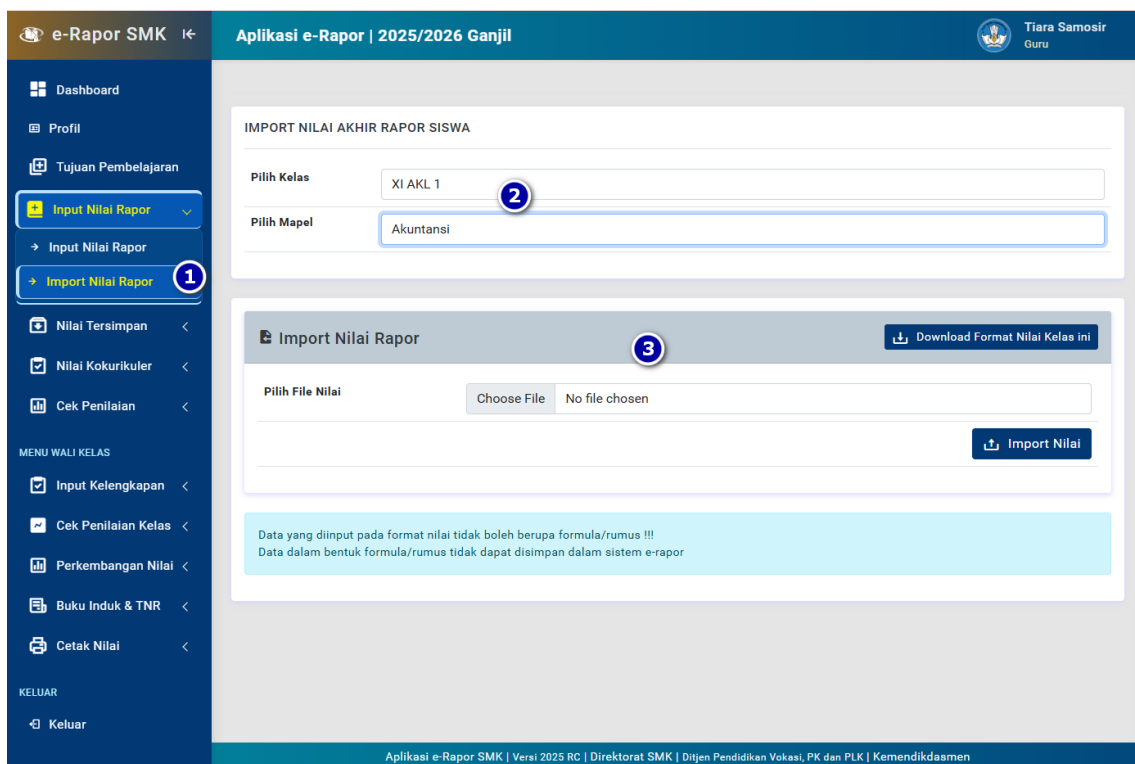 e-Rapor SMK
Aplikasi e-Rapor | 2025/2026 Ganjil
Tiara Samosir
Guru
Dashboard
Profil
Tujuan Pembelajaran
Input Nilai Rapor
Input Nilai Rapor
Import Nilai Rapor
1
Nilai Tersimpan
Nilai Kokurikuler
Cek Penilaian
MENU WALI KELAS
Input Kelengkapan
Cek Penilaian Kelas
Perkembangan Nilai
Buku Induk & TNR
Cetak Nilai
KELUAR
Keluar
IMPORT NILAI AKHIR RAPOR SISWA
Pilih Kelas
XI AKL 1
2
Pilih Mapel
Akuntansi
Import Nilai Rapor
3
Download Format Nilai Kelas ini
Pilih File Nilai
Choose File No file chosen
Import Nilai
Data yang diinput pada format nilai tidak boleh berupa formula/rumus !!!
Data dalam bentuk formula/rumus tidak dapat disimpan dalam sistem e-rapor
Aplikasi e-Rapor SMK | Versi 2025 RC | Direktorat SMK | Ditjen Pendidikan Vokasi, PK dan PLK | Kemendikdasmen